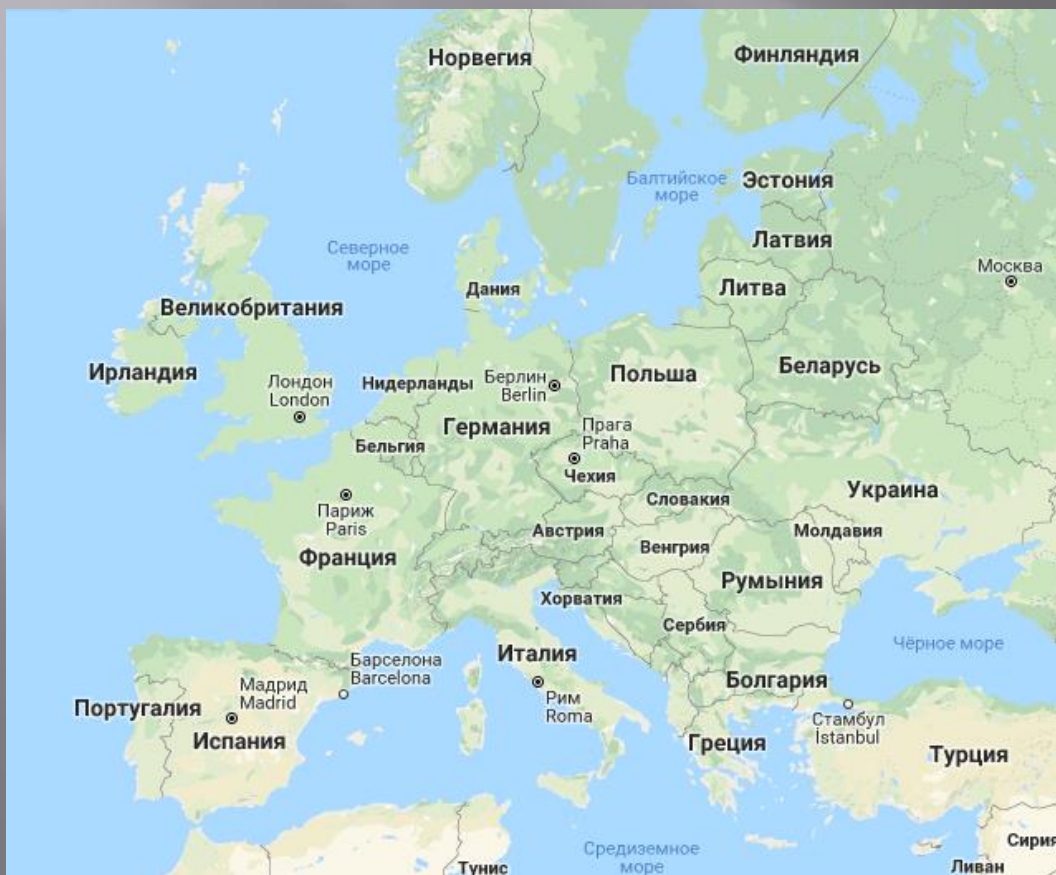 Норвегия
Финляндия
Балтийское
море
Эстония
Северное
море
Латвия
Москва
Дания
Литва
Великобритания
Ирландия
Лондон
London
Нидерланды
Берлин
Berlin
Польша
Беларусь
Германия
Прага
Praha
Бельгия
Чехия
Париж
Paris
Словакия
Украина
Австрия
Молдавия
Венгрия
Франция
Румыния
Хорватия
Сербия
Чёрное море
Италия
Барселона
Barcelona
Болгария
Мадрид
Madrid
Рим
Roma
Португалия
Испания
Стамбул
İstanbul
Греция
Турция
Средиземное
море
Сирия
Тунис
Ливан